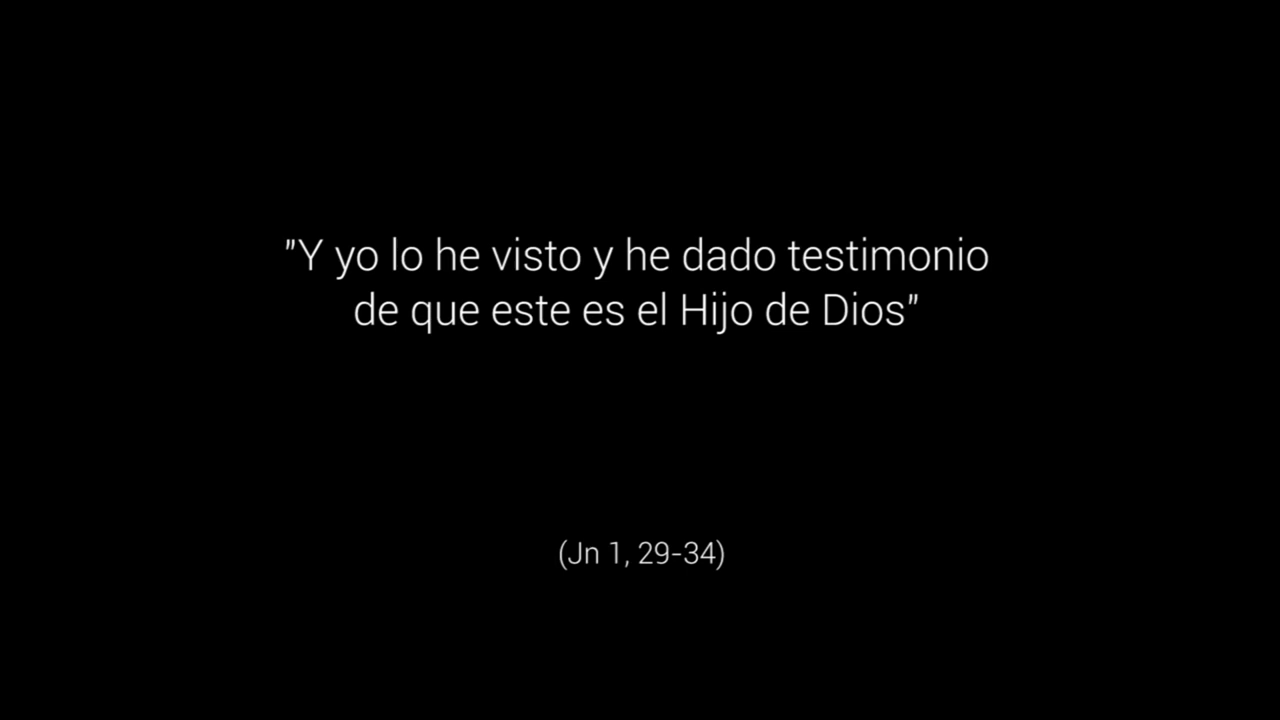 "Y yo lo he visto y he dado testimonio
de que este es el Hijo de Dios"
(Jn 1, 29-34)